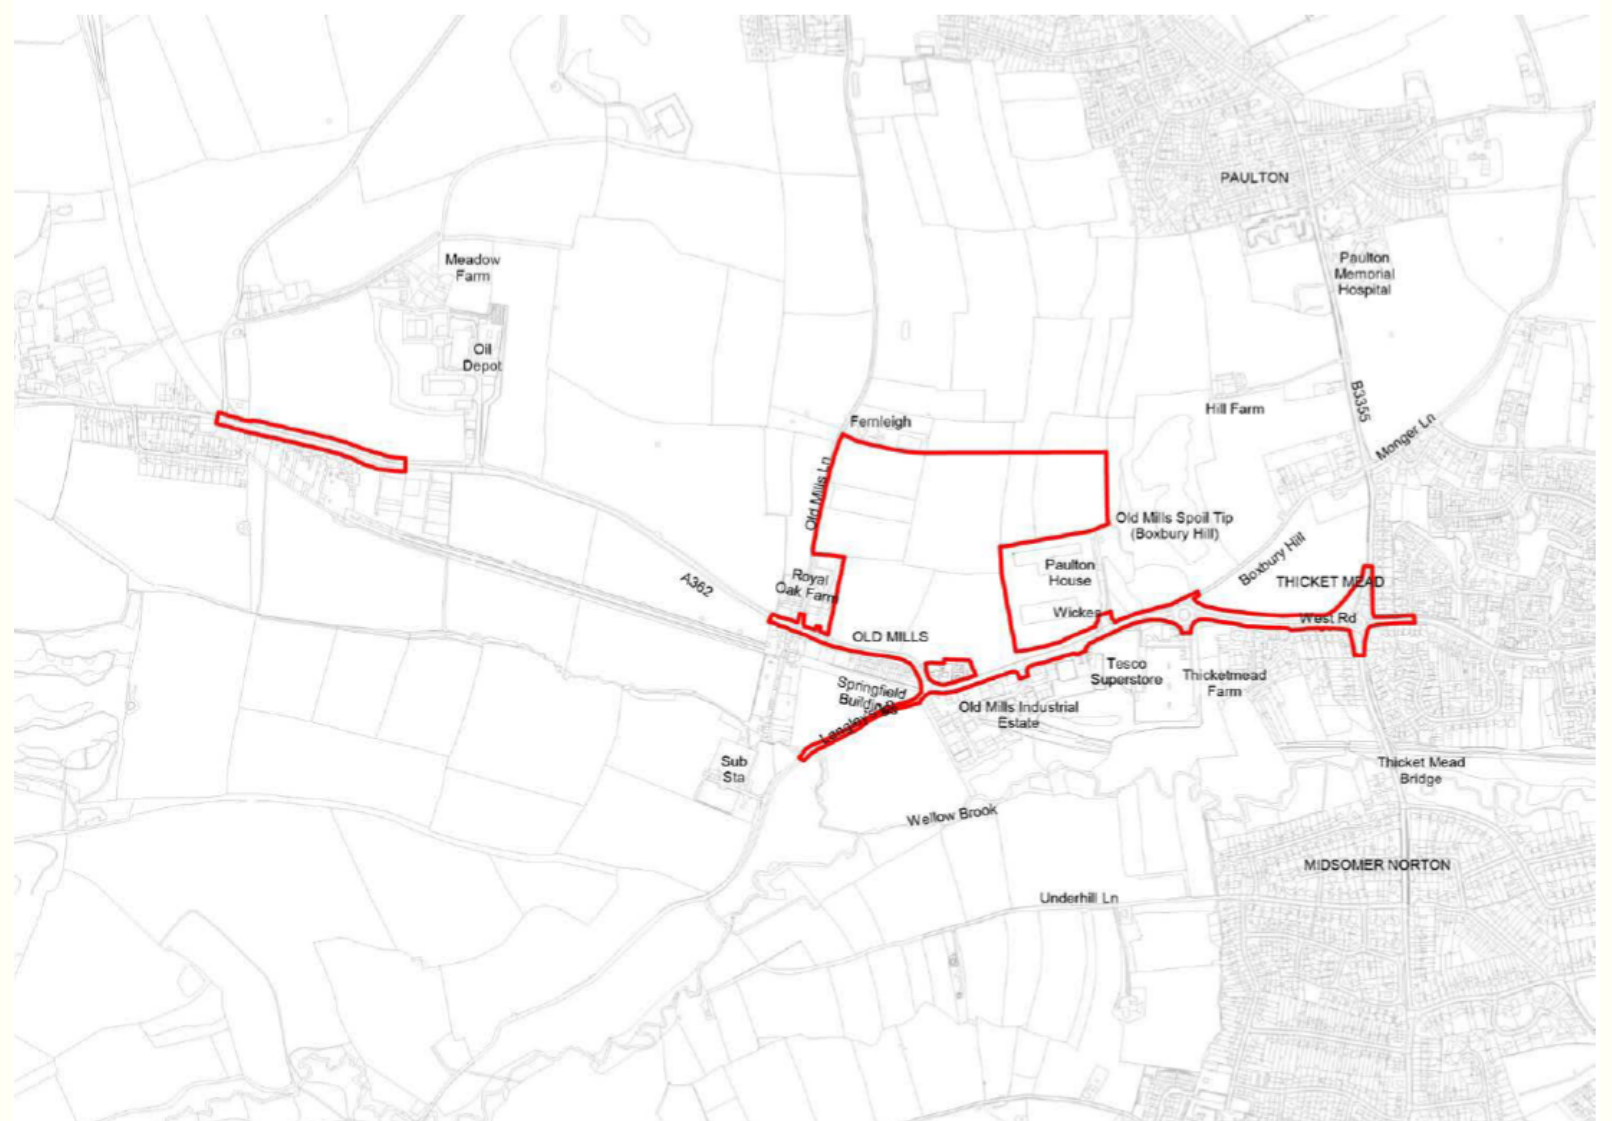 PAULTON
Paulton
Memorial
Hospital
Meadow
Farm
Oil
Depot
B3355
Hill Farm
Monger Ln
Fernleigh
Old Mills Ln
Old Mills Spoil Tip
(Boxbury Hill)
Boxbury Hill
Paulton
House
Royal
Oak Farm
A362
THICKET MEAD
Wickes
West Rd
OLD MILLS
Tesco
Superstore
Thicketmead
Farm
Springfield
Buildings
Langley's
Old Mills Industrial
Estate
Sub
Sta
Thicket Mead
Bridge
Wellow Brook
MIDSOMER NORTON
Underhill Ln